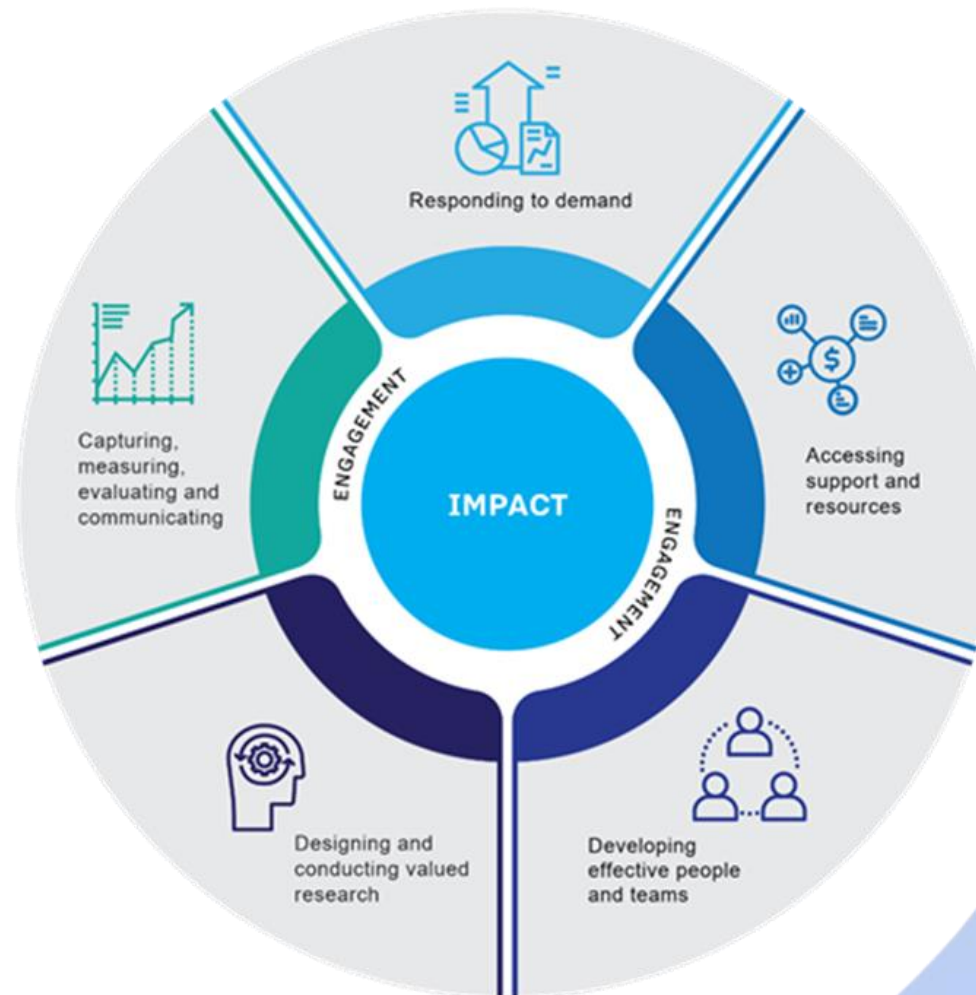 Responding to demand
Accessing
support and
resources
Developing
effective people
and teams
Designing and
conducting valued
research
Capturing,
measuring,
evaluating and
communicating
ENGAGEMENT
IMPACT
ENGAGEMENT
$